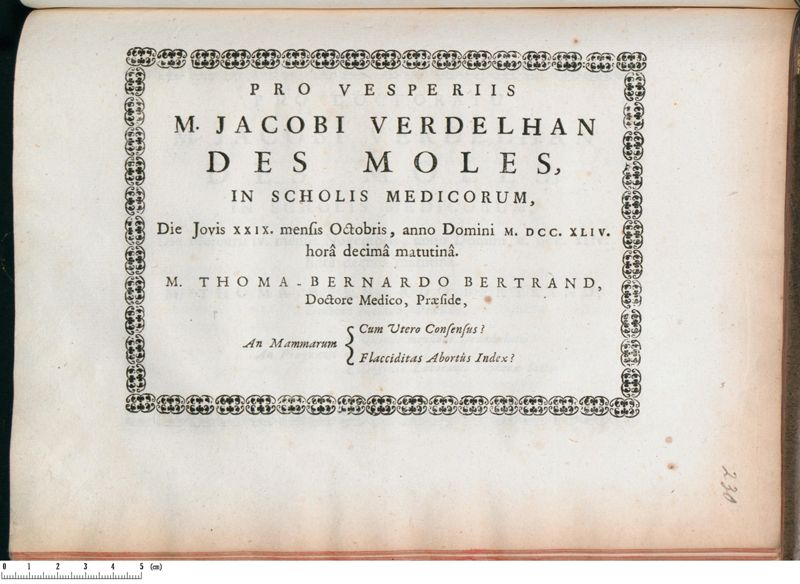 PRO VESPERIIS
M. JACOBI VERDELHAN
DES MOLES,
IN SCHOLIS MEDICORUM,
Die Jovis XXIX. menſis Octobris, anno Domini M. DCC. XLIV.
horâ decimâ matutinâ.
M. THOMA-BERNARDO BERTRAND,
Doctore Medico, Præſide,
An Mammarum { Cum Utero Conſenſus?
Flacciditas Abortûs Index?
230
0 1 2 3 4 5 (cm)